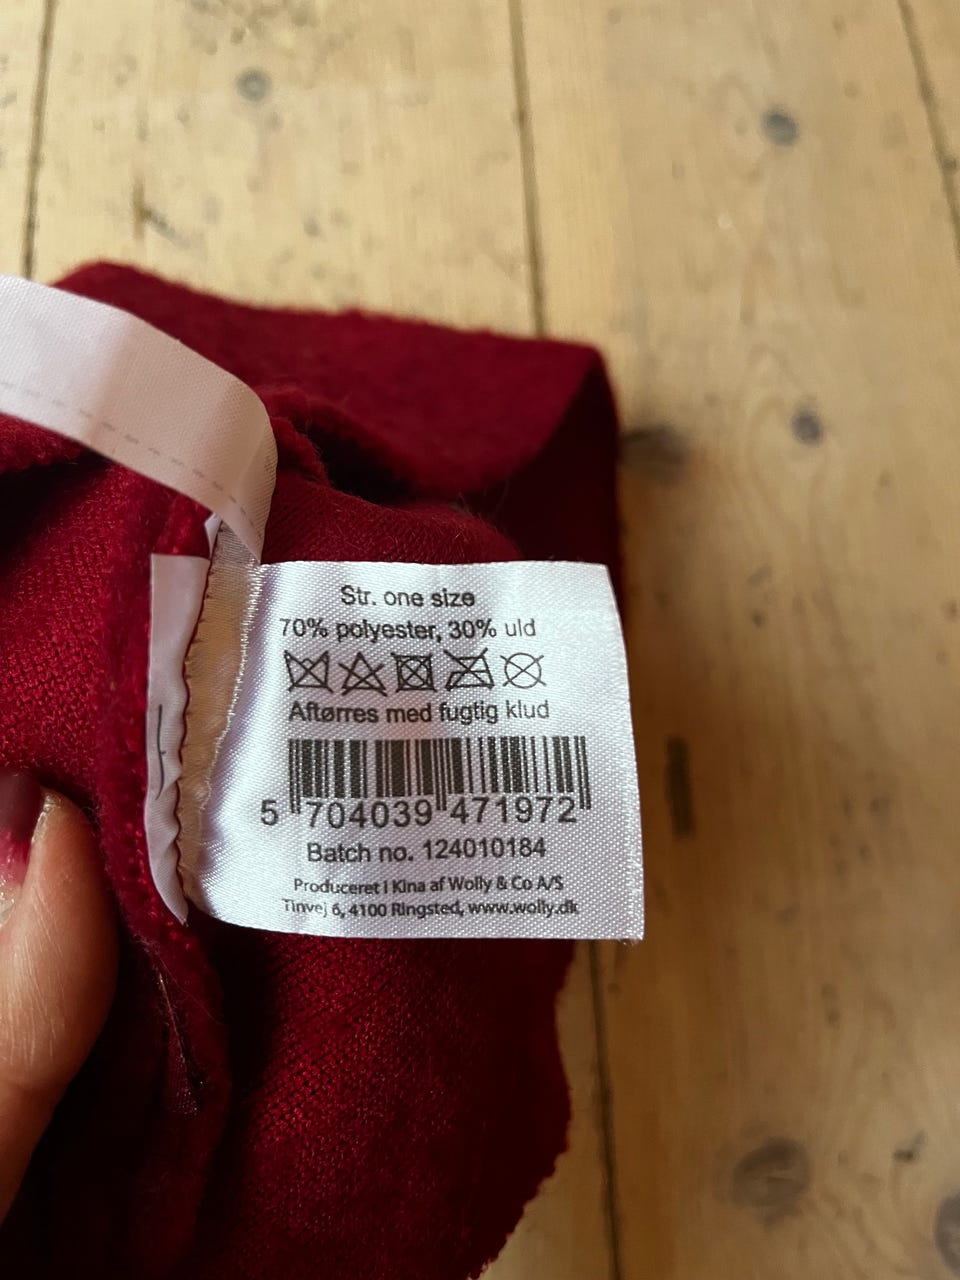 Str. one size
70% polyester, 30% uld
Aftørres med fugtig klud
5 704039 471972
Batch no. 124010184
Produceret i Kina af Wolly & Co A/S
Tinvej 6, 4100 Ringsted, www.wolly.dk